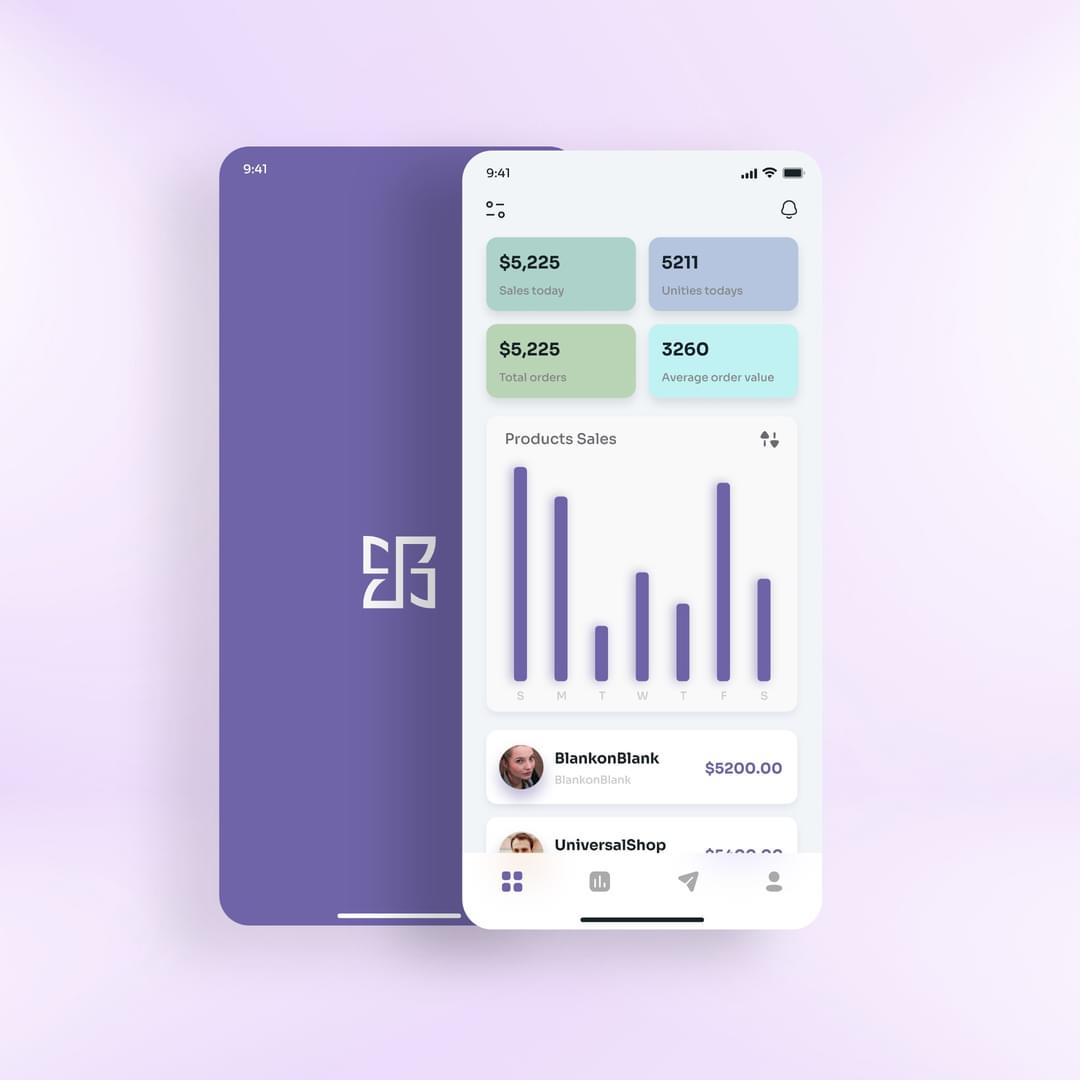 9:41
9:41
$5,225
5211
Sales today
Unities todays
$5,225
3260
Total orders
Average order value
Products Sales
S M T W T F S
BlankonBlank
$5200.00
BlankonBlank
UniversalShop